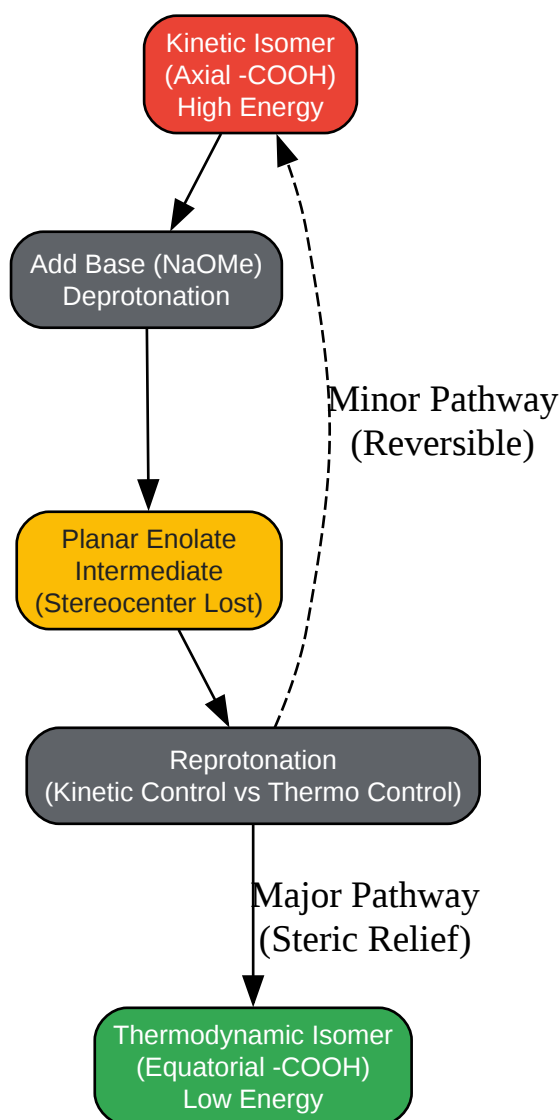 Kinetic Isomer
(Axial -COOH)
High Energy
Add Base (NaOMe)
Deprotonation
Minor Pathway
(Reversible)
Planar Enolate
Intermediate
(Stereocenter Lost)
Reprotonation
(Kinetic Control vs Thermo Control)
Major Pathway
(Steric Relief)
Thermodynamic Isomer
(Equatorial -COOH)
Low Energy